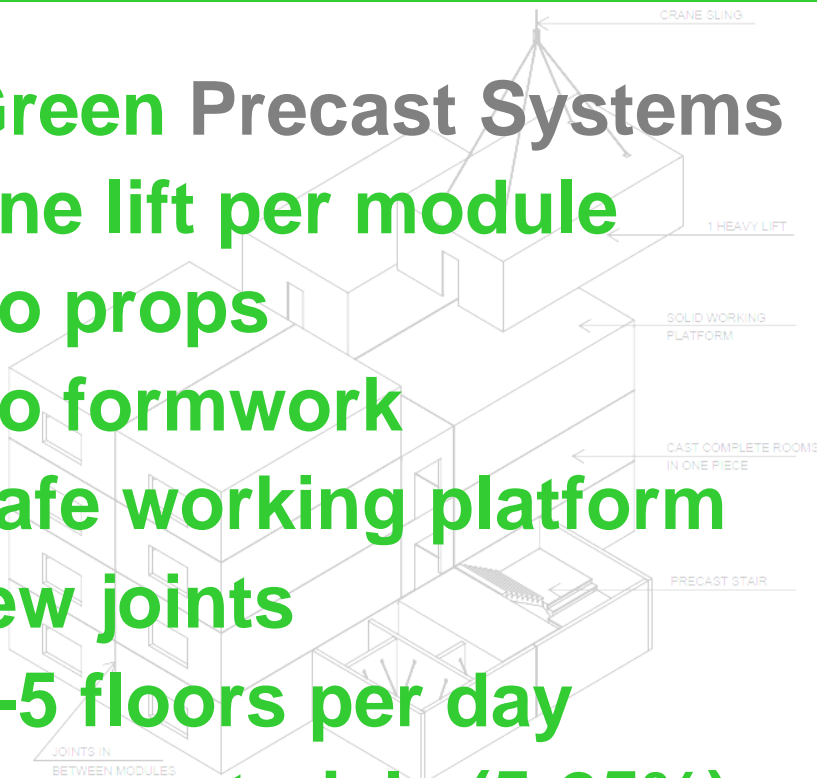 CRANE SLING
Green Precast Systems
ne lift per module
1 HEAVY LIFT
o props
SOLID WORKING
PLATFORM
o formwork
CAST COMPLETE ROOMS
IN ONE PIECE
afe working platform
PRECAST STAIR
ew joints
-5 floors per day
JOINTS IN
BETWEEN MODULES